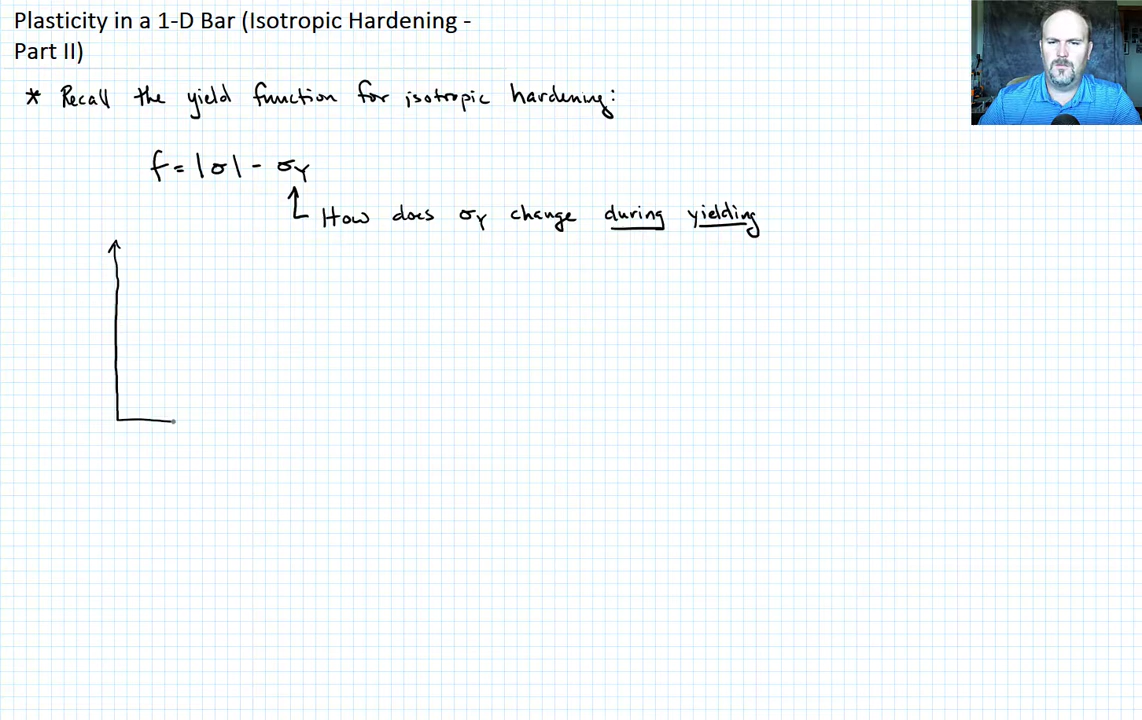 Plasticity in a 1-D Bar (Isotropic Hardening -
Part II)
* Recall the yield function for isotropic hardening:
f = |σ| - σY
How does σY change during yielding